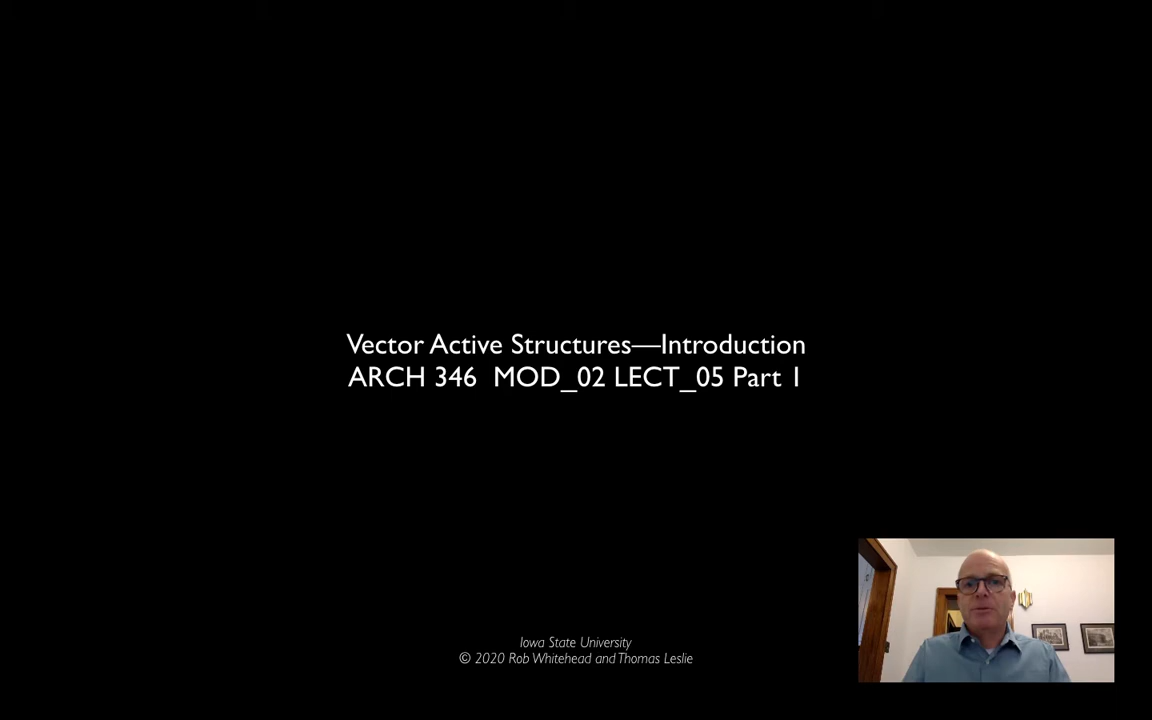 Vector Active Structures—Introduction
ARCH 346 MOD_02 LECT_05 Part 1
Iowa State University
© 2020 Rob Whitehead and Thomas Leslie